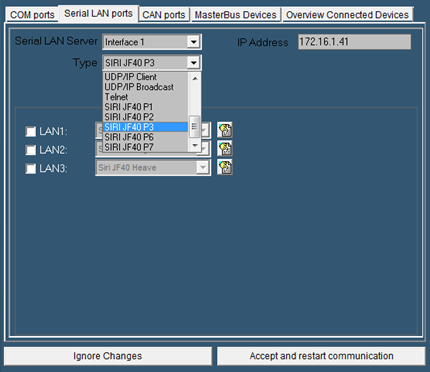 COM ports Serial LAN ports CAN ports MasterBus Devices Overview Connected Devices
Serial LAN Server Interface 1 IP Address 172.16.1.41
Type SIRI JF40 P3
UDP/IP Client
UDP/IP Broadcast
Telnet
SIRI JF40 P1
SIRI JF40 P2
SIRI JF40 P3
SIRI JF40 P6
SIRI JF40 P7
LAN1:
LAN2:
LAN3: Siri JF40 Heave
Ignore Changes Accept and restart communication